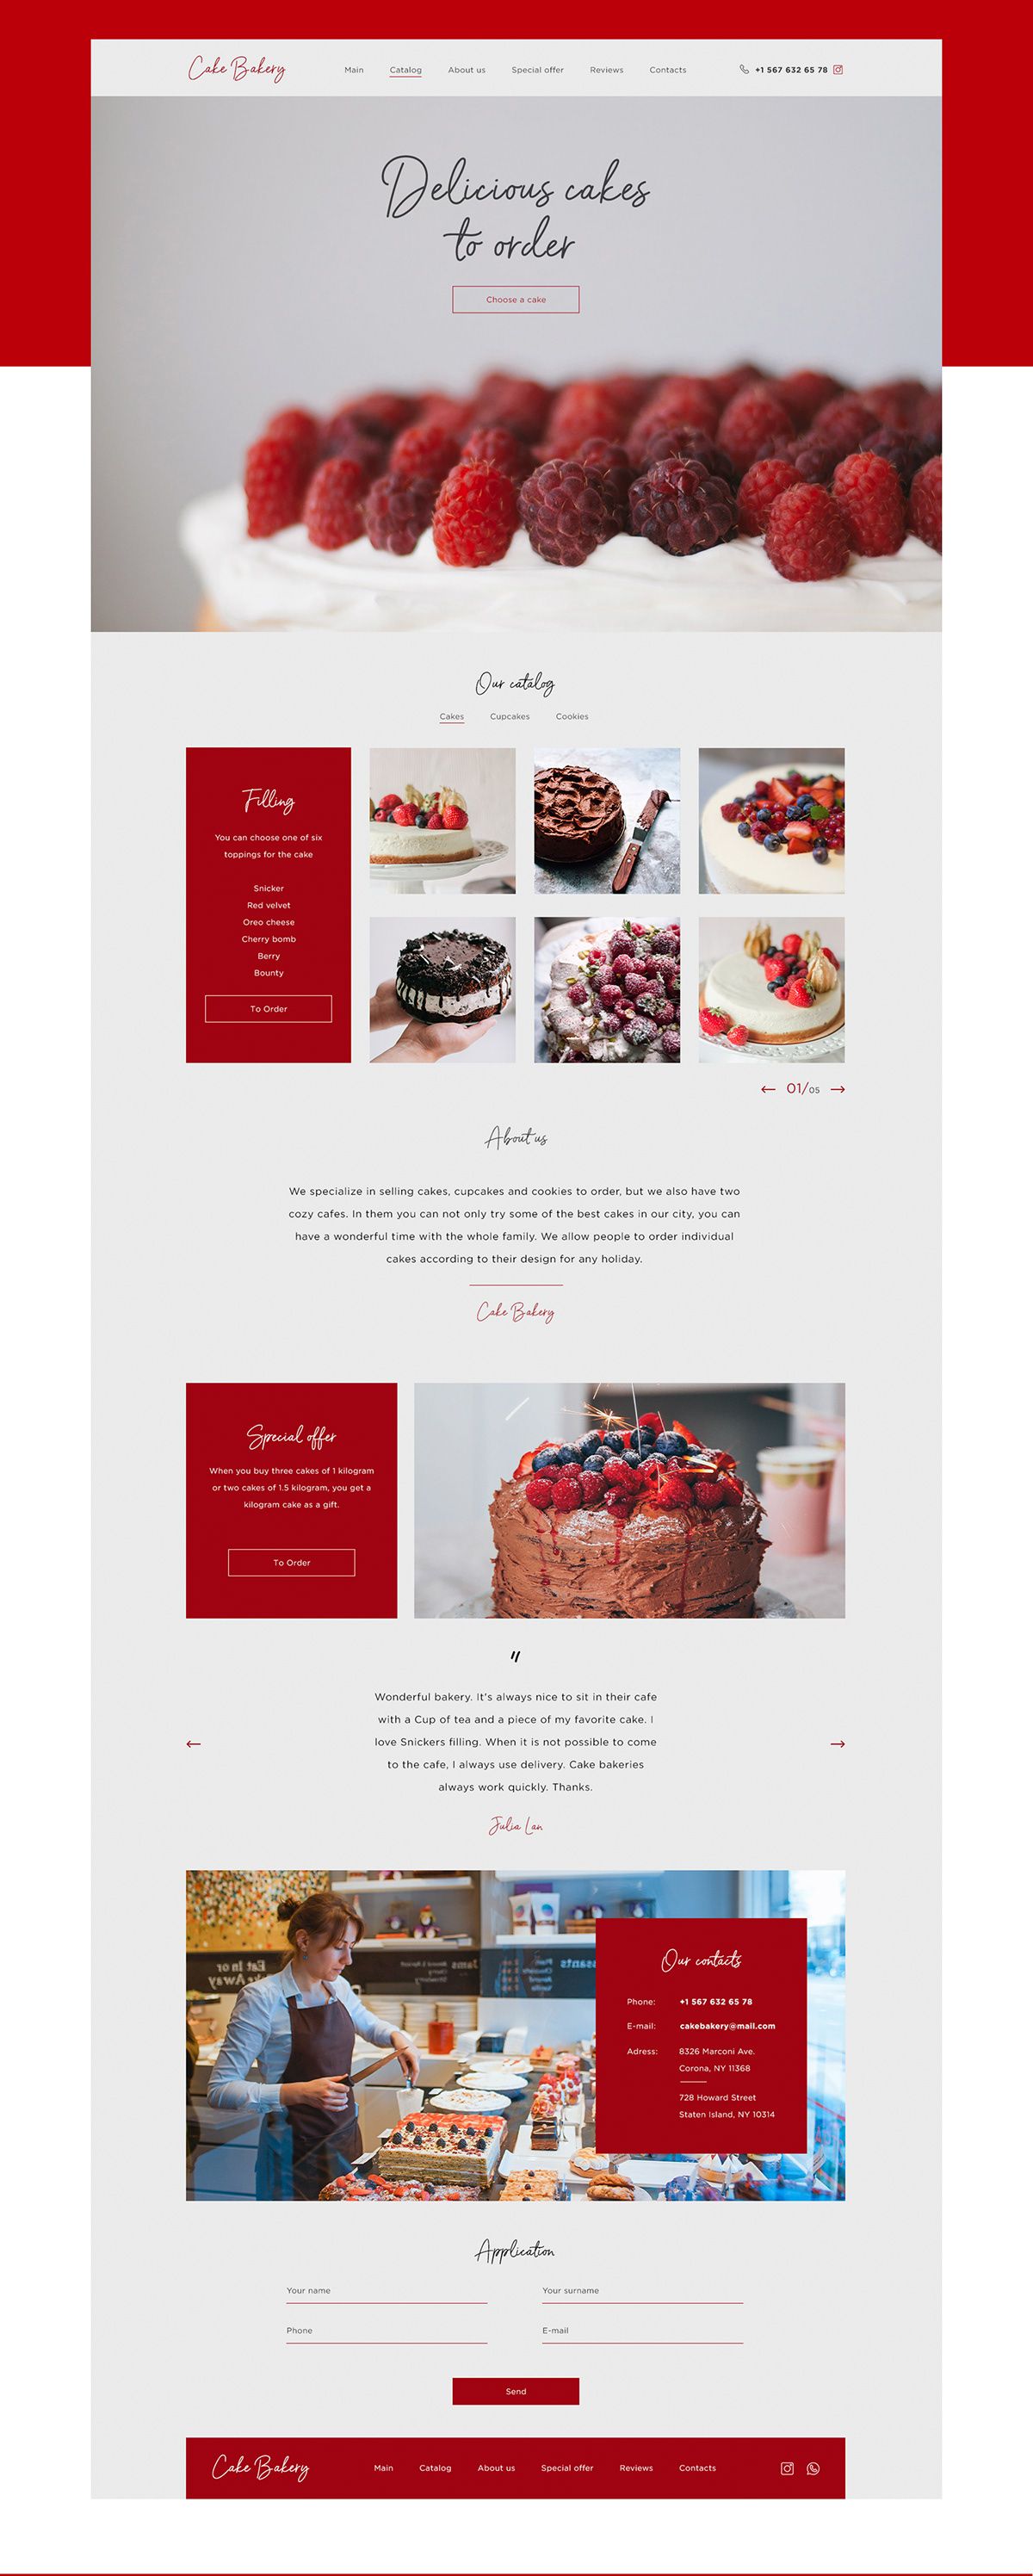 Cake Bakery
Main
Catalog
About us
Special offer
Reviews
Contacts
+1 567 632 65 78
Delicious cakes
to order
Choose a cake
Our catalog
Cakes
Cupcakes
Cookies
Filling
You can choose one of six
toppings for the cake
Snicker
Red velvet
Oreo cheese
Cherry bomb
Berry
Bounty
To Order
01/05
About us
We specialize in selling cakes, cupcakes and cookies to order, but we also have two
cozy cafes. In them you can not only try some of the best cakes in our city, you can
have a wonderful time with the whole family. We allow people to order individual
cakes according to their design for any holiday.
Cake Bakery
Special offer
When you buy three cakes of 1 kilogram
or two cakes of 1.5 kilogram, you get a
kilogram cake as a gift.
To Order
"
Wonderful bakery. It's always nice to sit in their cafe
with a Cup of tea and a piece of my favorite cake. I
love Snickers filling. When it is not possible to come
to the cafe, I always use delivery. Cake bakeries
always work quickly. Thanks.
Julia Lan
Eat In or
Take Away
Our contacts
Phone: +1 567 632 65 78
E-mail: cakebakery@mail.com
Adress: 8326 Marconi Ave.
Corona, NY 11368
728 Howard Street
Staten Island, NY 10314
Application
Your name
Your surname
Phone
E-mail
Send
Cake Bakery
Main
Catalog
About us
Special offer
Reviews
Contacts